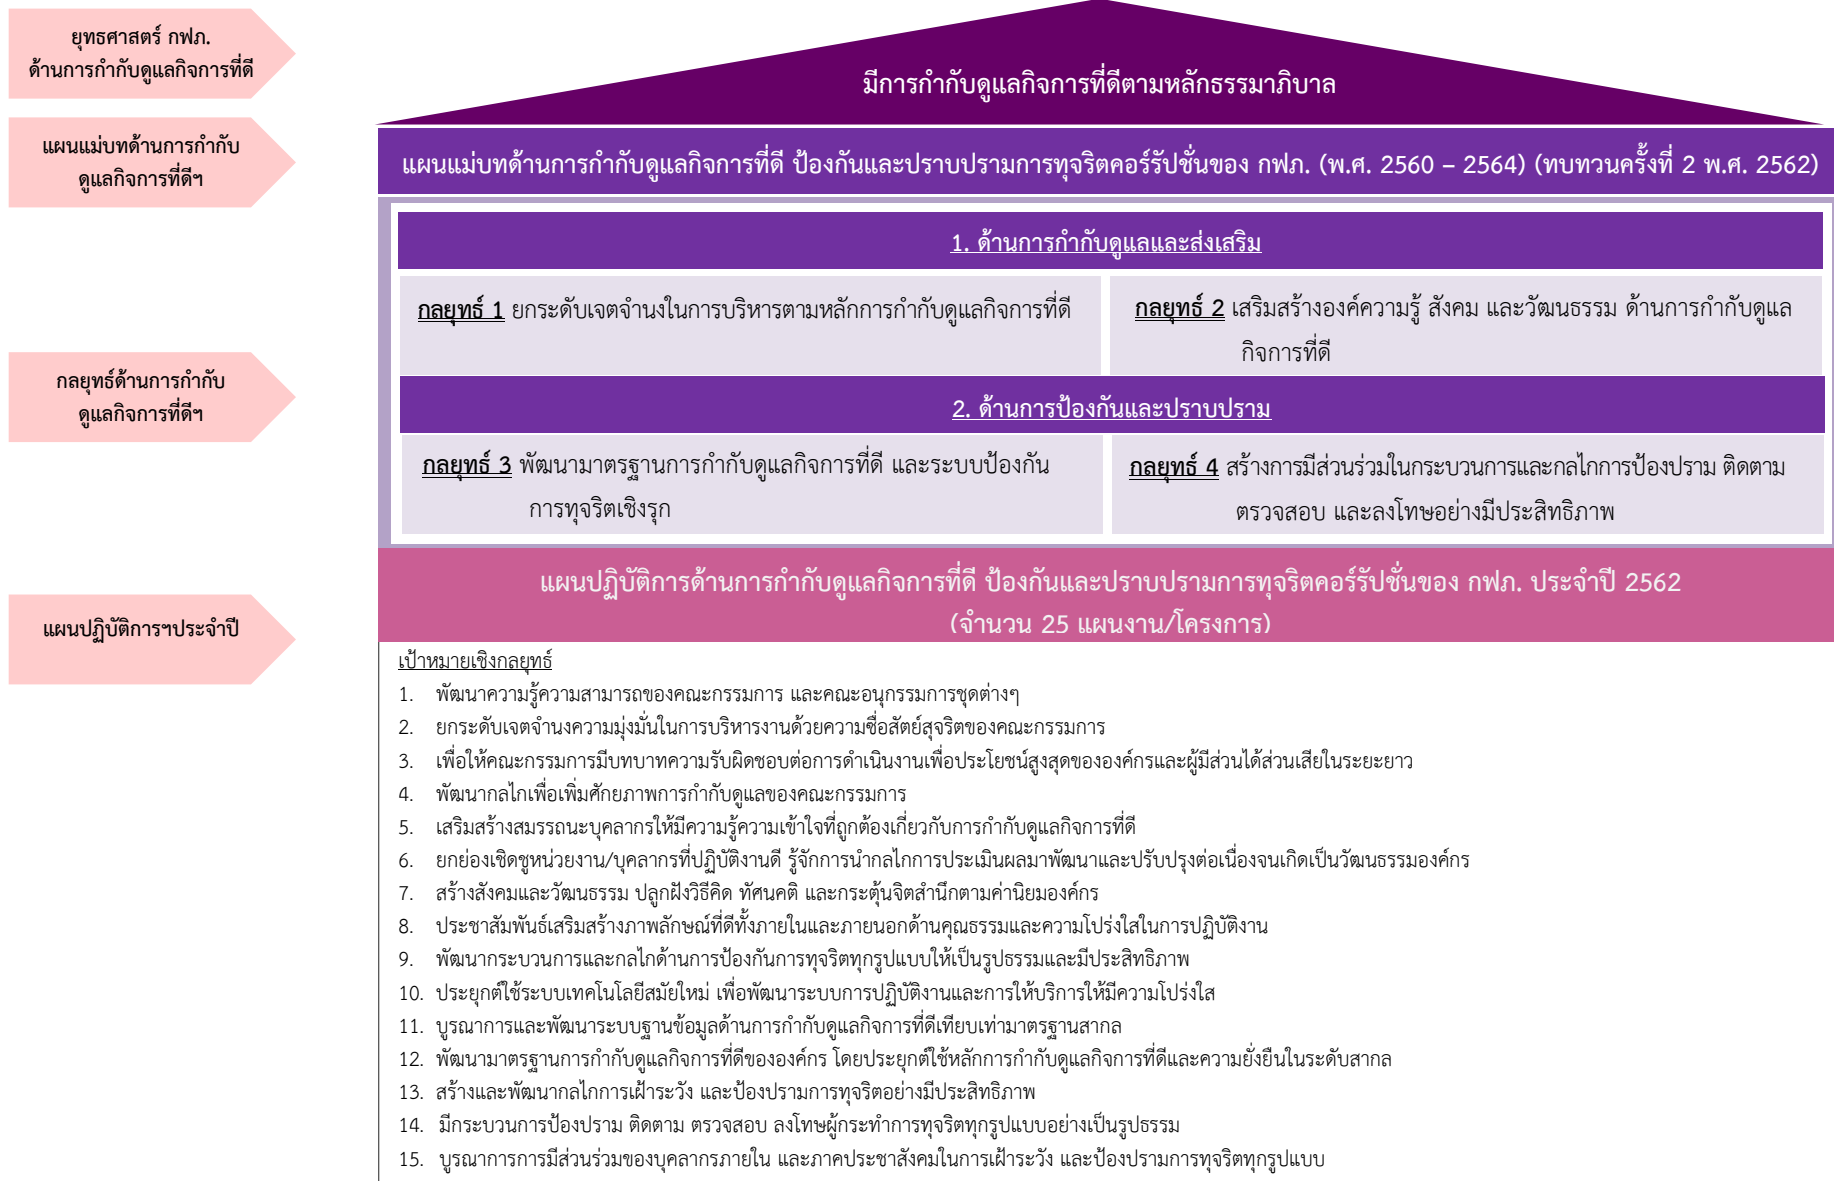 ยุทธศาสตร์ กฟภ.
ด้านการกำกับดูแลกิจการที่ดี
มีการกำกับดูแลกิจการที่ดีตามหลักธรรมาภิบาล
แผนแม่บทด้านการกำกับ
ดูแลกิจการที่ดีฯ
แผนแม่บทด้านการกำกับดูแลกิจการที่ดี ป้องกันและปราบปรามการทุจริตคอร์รัปชั่นของ กฟภ. (พ.ศ. 2560 – 2564) (ทบทวนครั้งที่ 2 พ.ศ. 2562)
1. ด้านการกำกับดูแลและส่งเสริม
กลยุทธ์ 1 ยกระดับเจตจำนงในการบริหารตามหลักการกำกับดูแลกิจการที่ดี
กลยุทธ์ 2 เสริมสร้างองค์ความรู้ สังคม และวัฒนธรรม ด้านการกำกับดูแล
กิจการที่ดี
กลยุทธ์ด้านการกำกับ
ดูแลกิจการที่ดีฯ
2. ด้านการป้องกันและปราบปราม
กลยุทธ์ 3 พัฒนามาตรฐานการกำกับดูแลกิจการที่ดี และระบบป้องกัน
การทุจริตเชิงรุก
กลยุทธ์ 4 สร้างการมีส่วนร่วมในกระบวนการและกลไกการป้องปราม ติดตาม
ตรวจสอบ และลงโทษอย่างมีประสิทธิภาพ
แผนปฏิบัติการฯประจำปี
แผนปฏิบัติการด้านการกำกับดูแลกิจการที่ดี ป้องกันและปราบปรามการทุจริตคอร์รัปชั่นของ กฟภ. ประจำปี 2562
(จำนวน 25 แผนงาน/โครงการ)
เป้าหมายเชิงกลยุทธ์
1. พัฒนาความรู้ความสามารถของคณะกรรมการ และคณะอนุกรรมการชุดต่างๆ
2. ยกระดับเจตจำนงความมุ่งมั่นในการบริหารงานด้วยความซื่อสัตย์สุจริตของคณะกรรมการ
3. เพื่อให้คณะกรรมการมีบทบาทความรับผิดชอบต่อการดำเนินงานเพื่อประโยชน์สูงสุดขององค์กรและผู้มีส่วนได้ส่วนเสียในระยะยาว
4. พัฒนากลไกเพื่อเพิ่มศักยภาพการกำกับดูแลของคณะกรรมการ
5. เสริมสร้างสมรรถนะบุคลากรให้มีความรู้ความเข้าใจที่ถูกต้องเกี่ยวกับการกำกับดูแลกิจการที่ดี
6. ยกย่องเชิดชูหน่วยงาน/บุคลากรที่ปฏิบัติงานดี รู้จักการนำกลไกการประเมินผลมาพัฒนาและปรับปรุงต่อเนื่องจนเกิดเป็นวัฒนธรรมองค์กร
7. สร้างสังคมและวัฒนธรรม ปลูกฝังวิธีคิด ทัศนคติ และกระตุ้นจิตสำนึกตามค่านิยมองค์กร
8. ประชาสัมพันธ์เสริมสร้างภาพลักษณ์ที่ดีทั้งภายในและภายนอกด้านคุณธรรมและความโปร่งใสในการปฏิบัติงาน
9. พัฒนากระบวนการและกลไกด้านการป้องกันการทุจริตทุกรูปแบบให้เป็นรูปธรรมและมีประสิทธิภาพ
10. ประยุกต์ใช้ระบบเทคโนโลยีสมัยใหม่ เพื่อพัฒนาระบบการปฏิบัติงานและการให้บริการให้มีความโปร่งใส
11. บูรณาการและพัฒนาระบบฐานข้อมูลด้านการกำกับดูแลกิจการที่ดีเทียบเท่ามาตรฐานสากล
12. พัฒนามาตรฐานการกำกับดูแลกิจการที่ดีขององค์กร โดยประยุกต์ใช้หลักการกำกับดูแลกิจการที่ดีและความยั่งยืนในระดับสากล
13. สร้างและพัฒนากลไกการเฝ้าระวัง และป้องปรามการทุจริตอย่างมีประสิทธิภาพ
14. มีกระบวนการป้องปราม ติดตาม ตรวจสอบ ลงโทษผู้กระทำการทุจริตทุกรูปแบบอย่างเป็นรูปธรรม
15. บูรณาการการมีส่วนร่วมของบุคลากรภายใน และภาคประชาสังคมในการเฝ้าระวัง และป้องปรามการทุจริตทุกรูปแบบ